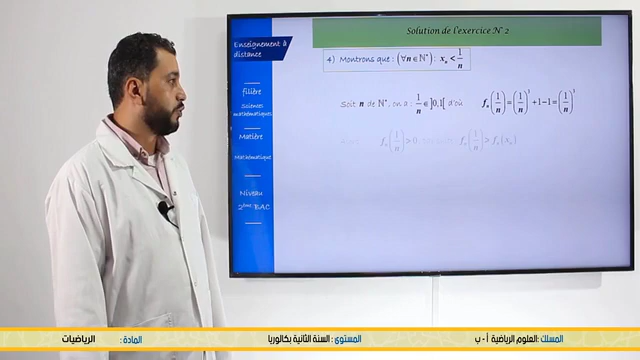 Solution de l'exercice N° 2
Enseignement à
distance
filière
Sciences
mathématiques
Matière
Mathématique
Niveau
2ème BAC
4) Montrons que : (∀n ∈ ℕ*) : xₙ < 1/n
Soit n de ℕ*, on a : 1/n ∈ ]0,1[ d'où fₙ(1/n) = (1/n)³ + 1 − 1 = (1/n)³
fₙ(1/n) > 0 fₙ(1/n) > fₙ(xₙ)
المسلك : العلوم الرياضية أ - ب
المستوى : السنة الثانية بكالوريا
المادة : الرياضيات